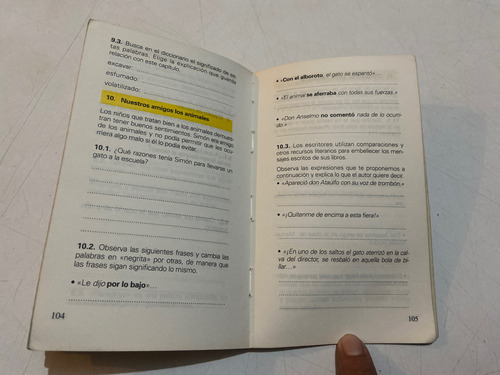 9.3. Busca en el diccionario el significado de es-
tas palabras. Elige la explicación que guarde
relación con este capítulo.
excavar:
esfumado:
volatilizado:
10. Nuestros amigos los animales
Los niños que tratan bien a los animales demues-
tran tener buenos sentimientos. Simón era amigo
de los animales y no podía permitir que les ocu-
rriera algo malo si él lo podía evitar.
10.1. ¿Qué razones tenía Simón para llevarse un
gato a la escuela?
10.2. Observa las siguientes frases y cambia las
palabras en «negrita» por otras, de manera que
las frases sigan significando lo mismo.
• «Le dijo por lo bajo»...
104
• «Con el alboroto, el gato se espantó»...
• «El animal se aferraba con todas sus fuerzas.»
• «Don Anselmo no comentó nada de lo ocurri-
do.»
10.3. Los escritores utilizan comparaciones y
otros recursos literarios para embellecer los men-
sajes escritos de sus libros.
Observa las expresiones que te proponemos a
continuación y explica lo que el autor quiere decir.
• «Apareció don Ataúlfo con su voz de trombón.»
• «¡Quitenme de encima a esta fiera!»
• «¡En uno de los saltos el gato aterrizó en la cal-
va del director, se resbaló en aquella bola de bi-
llar...»
105